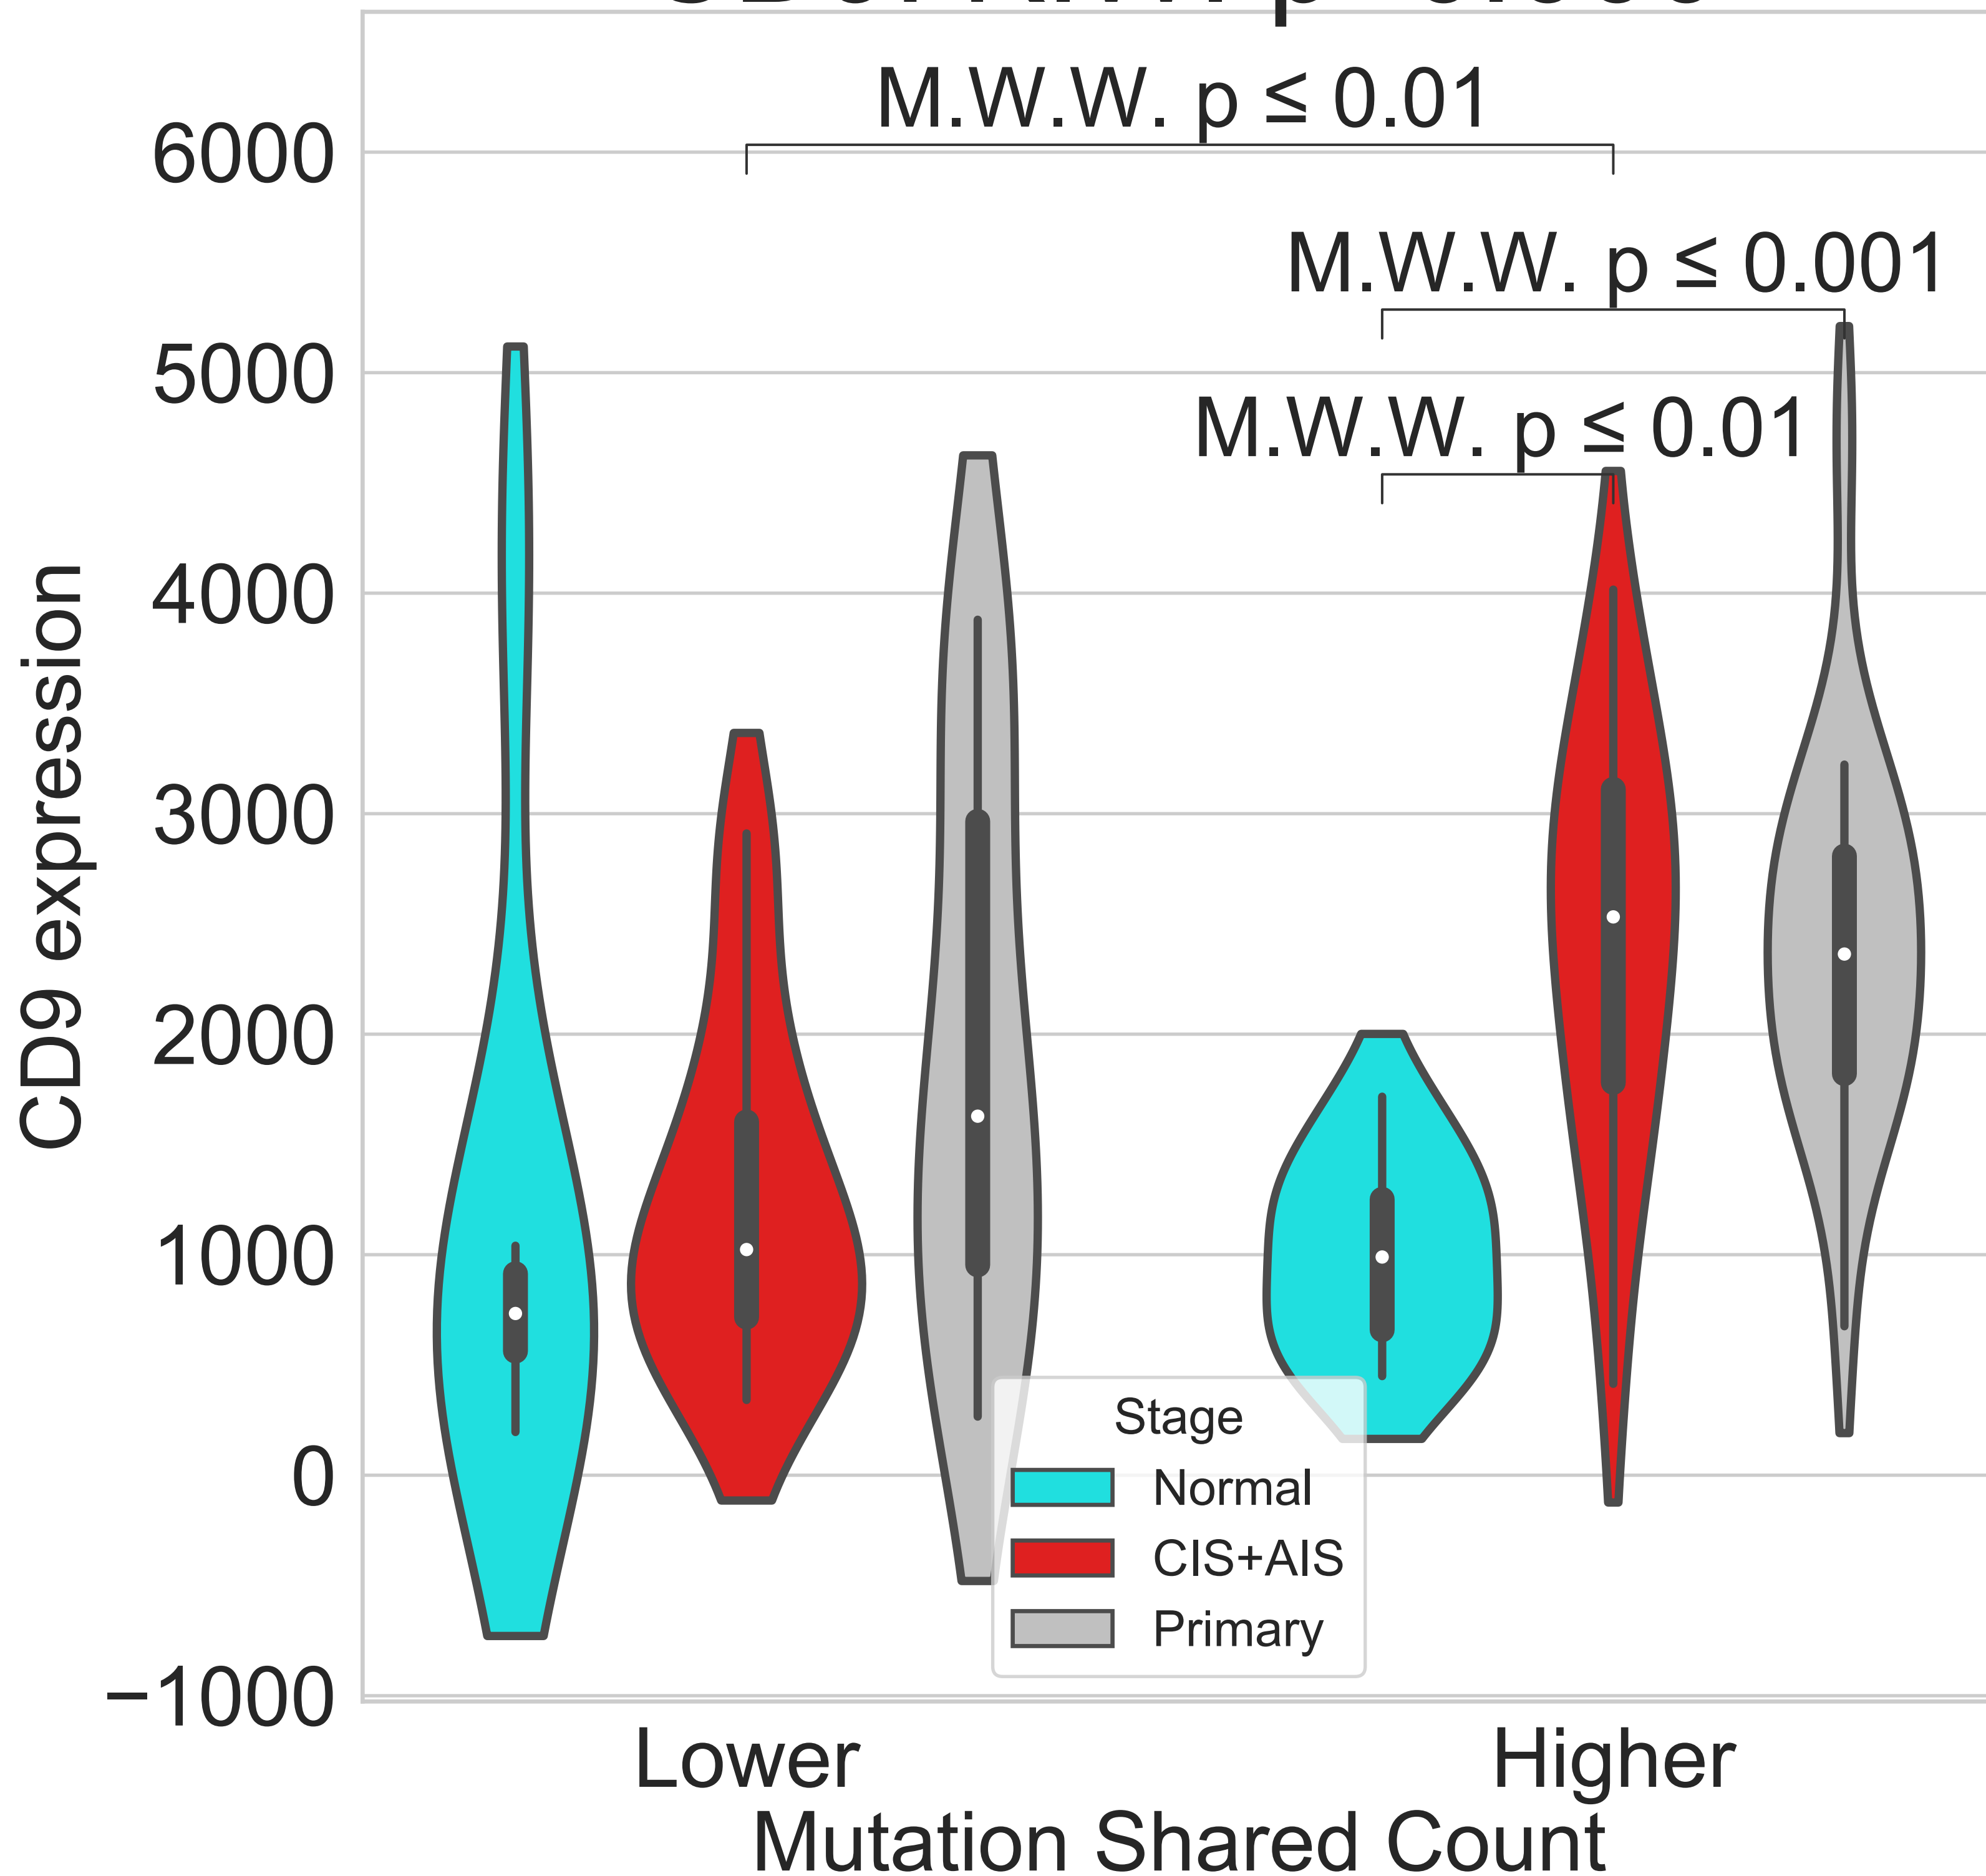 M.W.W. p ≤ 0.01
M.W.W. p ≤ 0.001
M.W.W. p ≤ 0.01
6000
5000
4000
3000
2000
1000
0
−1000
CD9 expression
Stage
Normal
CIS+AIS
Primary
Lower
Higher
Mutation Shared Count